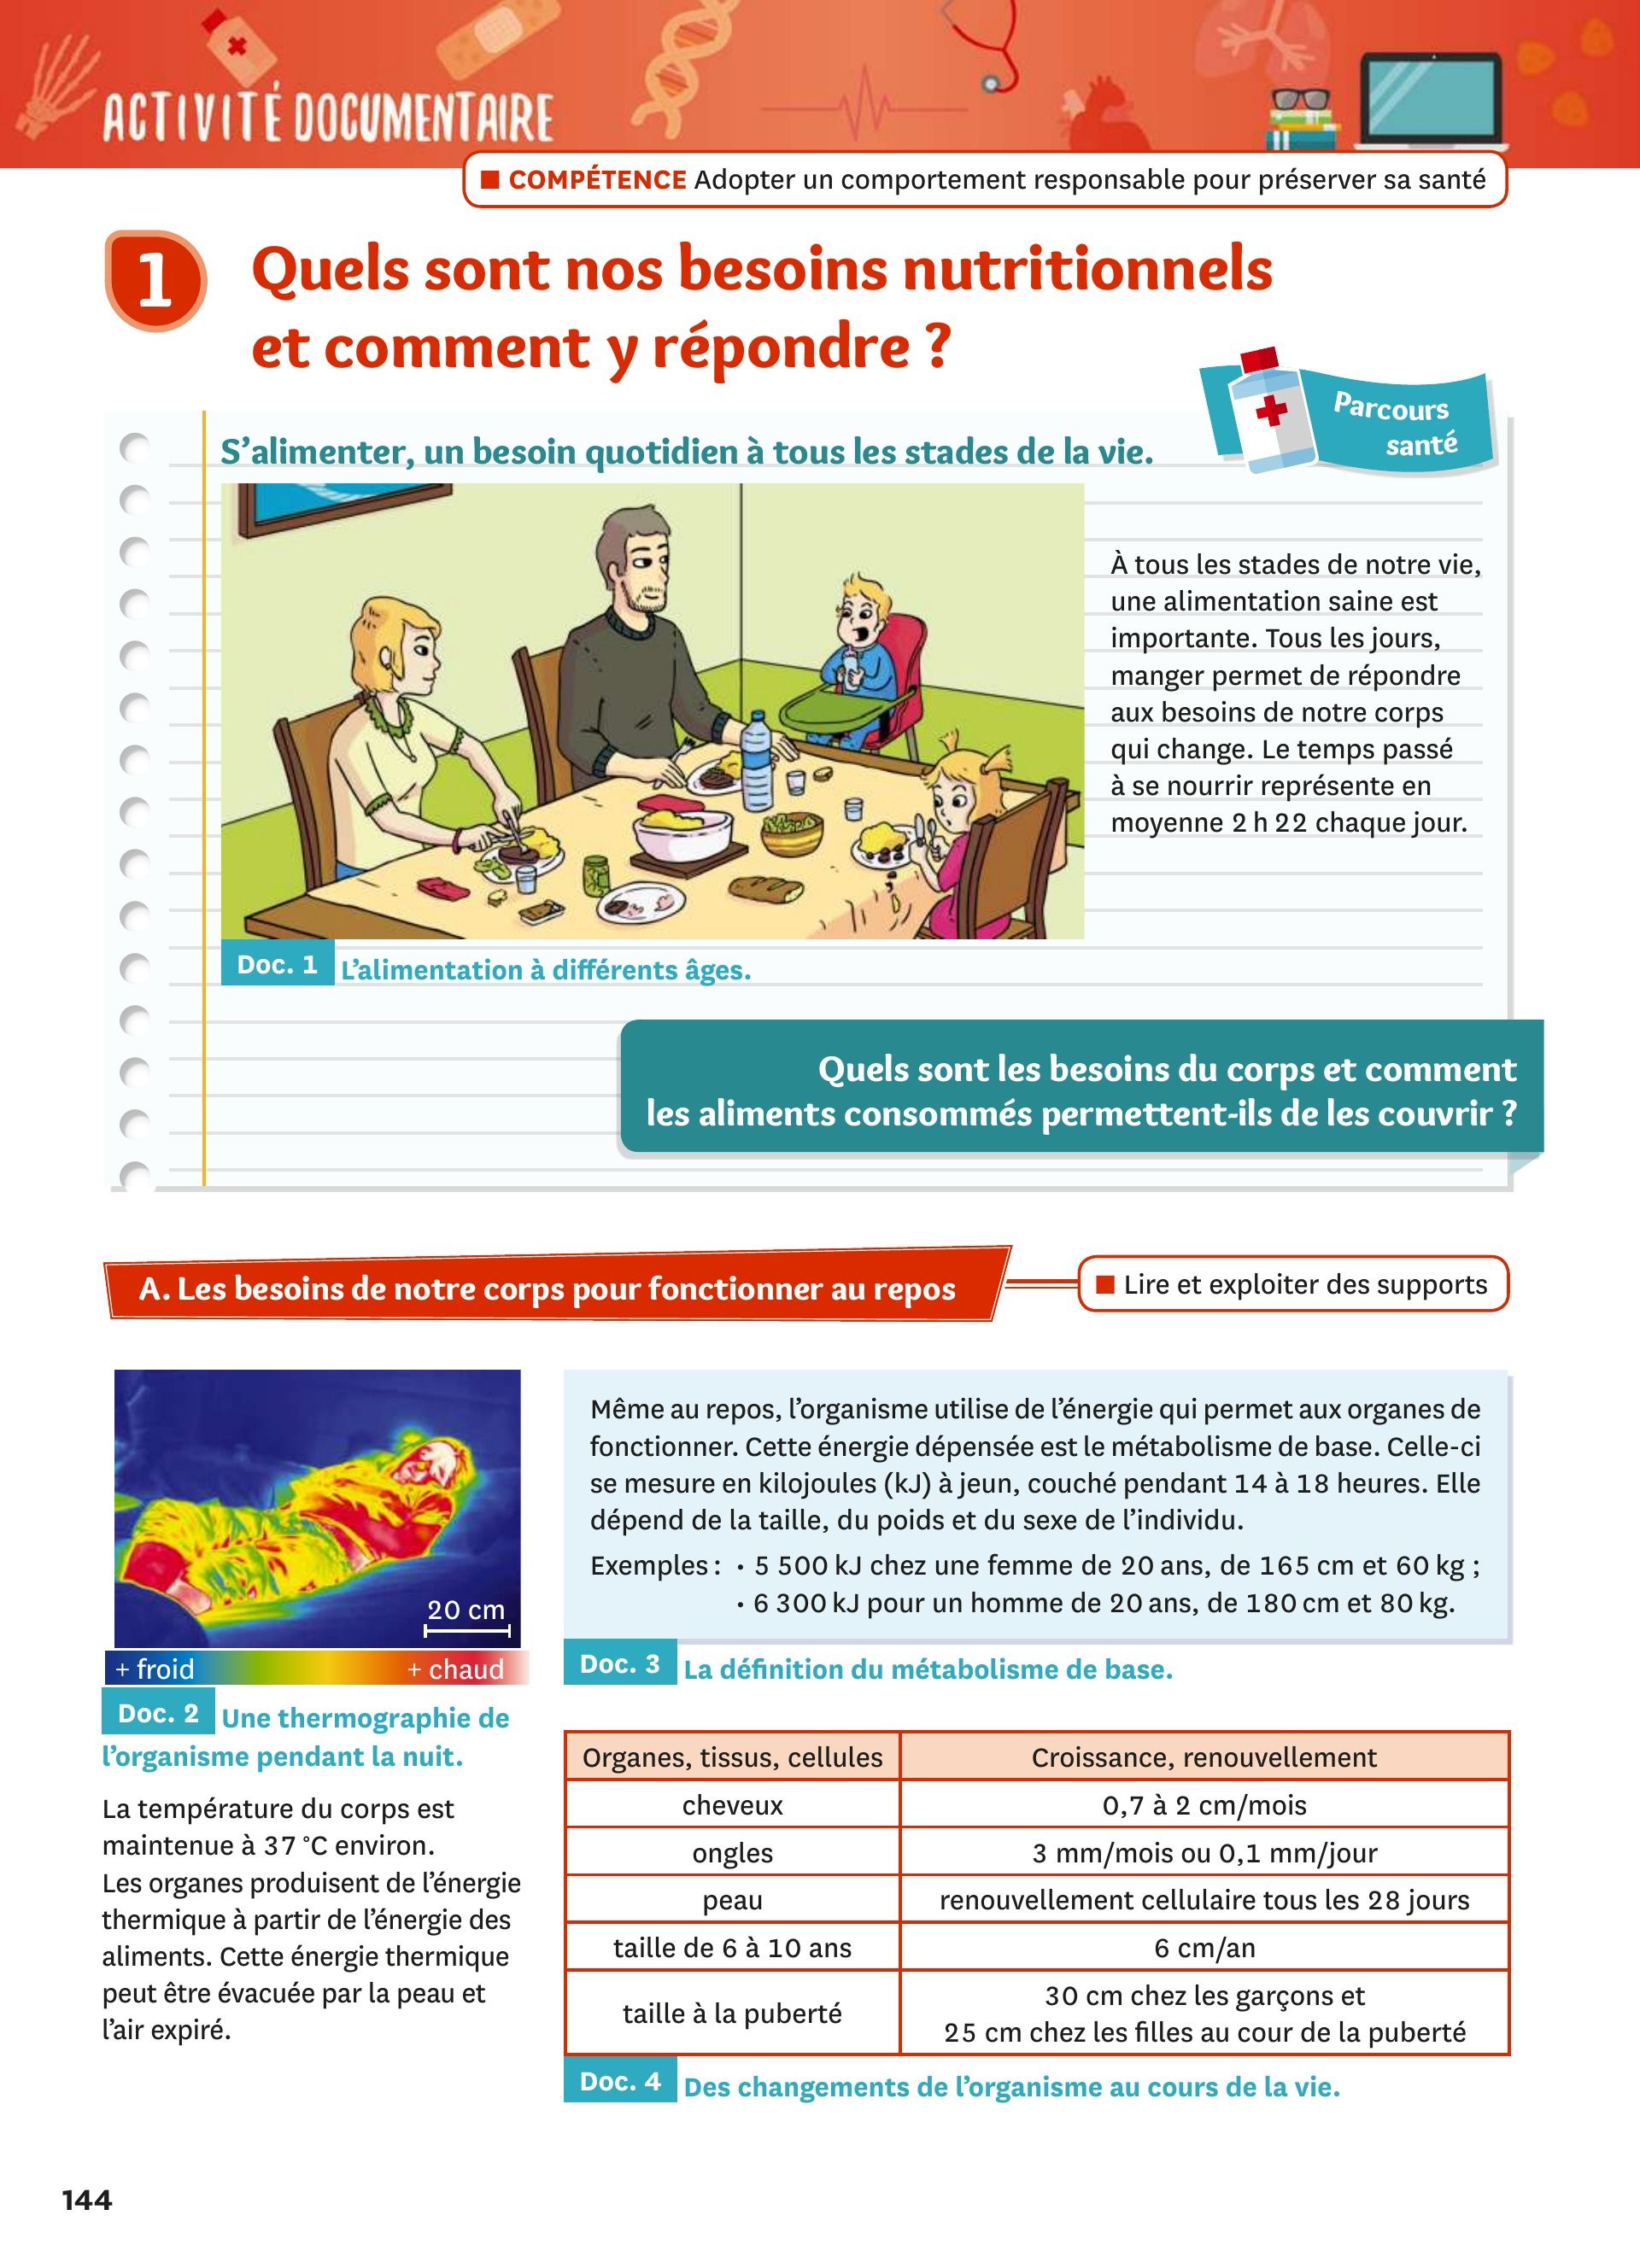 ACTIVITÉ DOCUMENTAIRE
■ COMPÉTENCE Adopter un comportement responsable pour préserver sa santé
1
Quels sont nos besoins nutritionnels
et comment y répondre ?
Parcours
santé
S'alimenter, un besoin quotidien à tous les stades de la vie.
À tous les stades de notre vie,
une alimentation saine est
importante. Tous les jours,
manger permet de répondre
aux besoins de notre corps
qui change. Le temps passé
à se nourrir représente en
moyenne 2 h 22 chaque jour.
Doc. 1 L'alimentation à différents âges.
Quels sont les besoins du corps et comment
les aliments consommés permettent-ils de les couvrir ?
A. Les besoins de notre corps pour fonctionner au repos
■ Lire et exploiter des supports
20 cm
+ froid + chaud
Doc. 2 Une thermographie de
l'organisme pendant la nuit.
La température du corps est
maintenue à 37 °C environ.
Les organes produisent de l'énergie
thermique à partir de l'énergie des
aliments. Cette énergie thermique
peut être évacuée par la peau et
l'air expiré.
Même au repos, l'organisme utilise de l'énergie qui permet aux organes de
fonctionner. Cette énergie dépensée est le métabolisme de base. Celle-ci
se mesure en kilojoules (kJ) à jeun, couché pendant 14 à 18 heures. Elle
dépend de la taille, du poids et du sexe de l'individu.
Exemples : • 5 500 kJ chez une femme de 20 ans, de 165 cm et 60 kg ;
• 6 300 kJ pour un homme de 20 ans, de 180 cm et 80 kg.
Doc. 3 La définition du métabolisme de base.
Organes, tissus, cellules Croissance, renouvellement
cheveux 0,7 à 2 cm/mois
ongles 3 mm/mois ou 0,1 mm/jour
peau renouvellement cellulaire tous les 28 jours
taille de 6 à 10 ans 6 cm/an
taille à la puberté 30 cm chez les garçons et
25 cm chez les filles au cour de la puberté
Doc. 4 Des changements de l'organisme au cours de la vie.
144